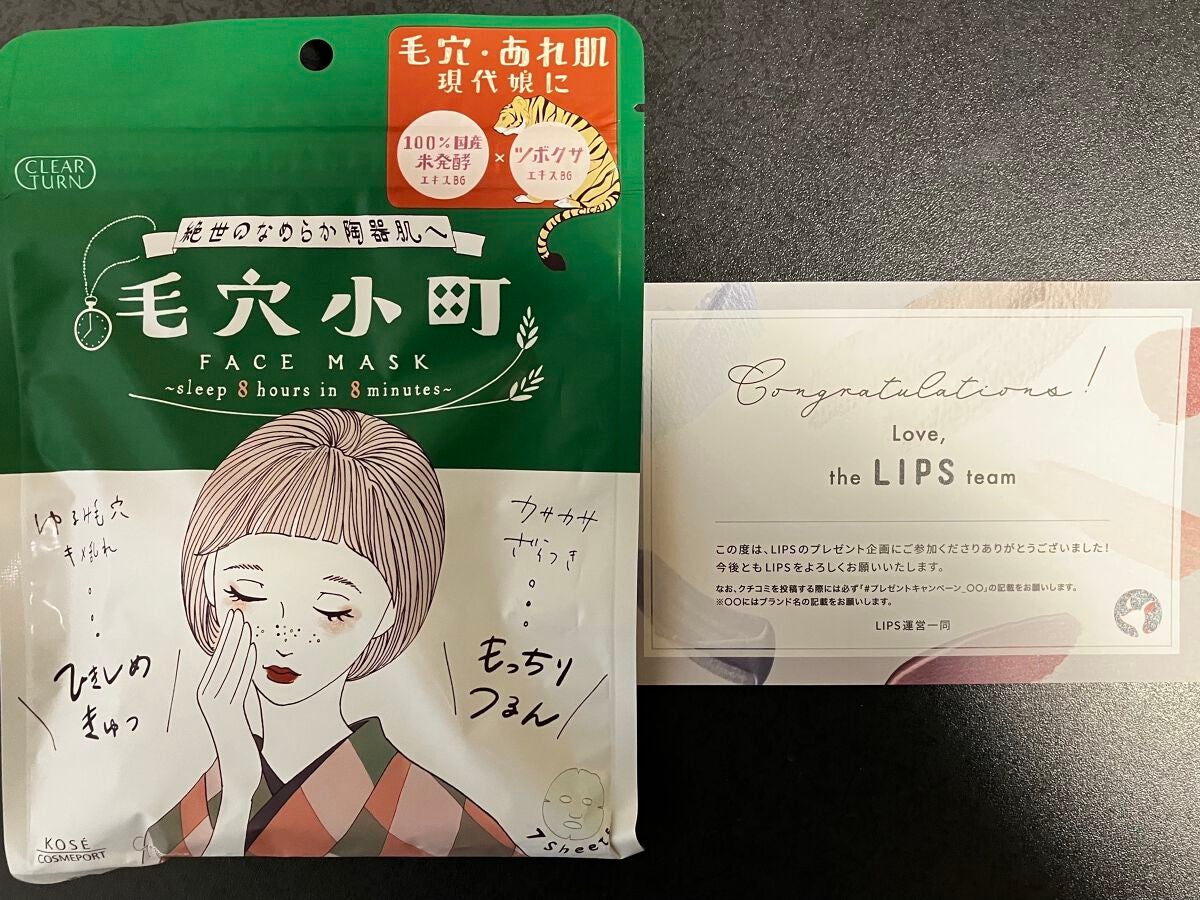 毛穴・あれ肌
現代娘に
100%国産
米発酵
エキスBG
×
ツボクサ
エキスBG
CICA
CLEAR
TURN
絶世のなめらか陶器肌へ
毛穴小町
FACE MASK
~sleep 8 hours in 8 minutes~
ゆるみ毛穴
キメ乱れ
ひきしめ
きゅっ
カサカサ
ざらつき
もっちり
つるん
7 sheets
KOSÉ
COSMEPORT
Congratulations!
Love,
the LIPS team
この度は、LIPSのプレゼント企画にご参加くださりありがとうございました!
今後ともLIPSをよろしくお願いいたします。
なお、クチコミを投稿する際には必ず「#プレゼントキャンペーン_〇〇」の記載をお願いします。
※〇〇にはブランド名の記載をお願いします。
LIPS運営一同